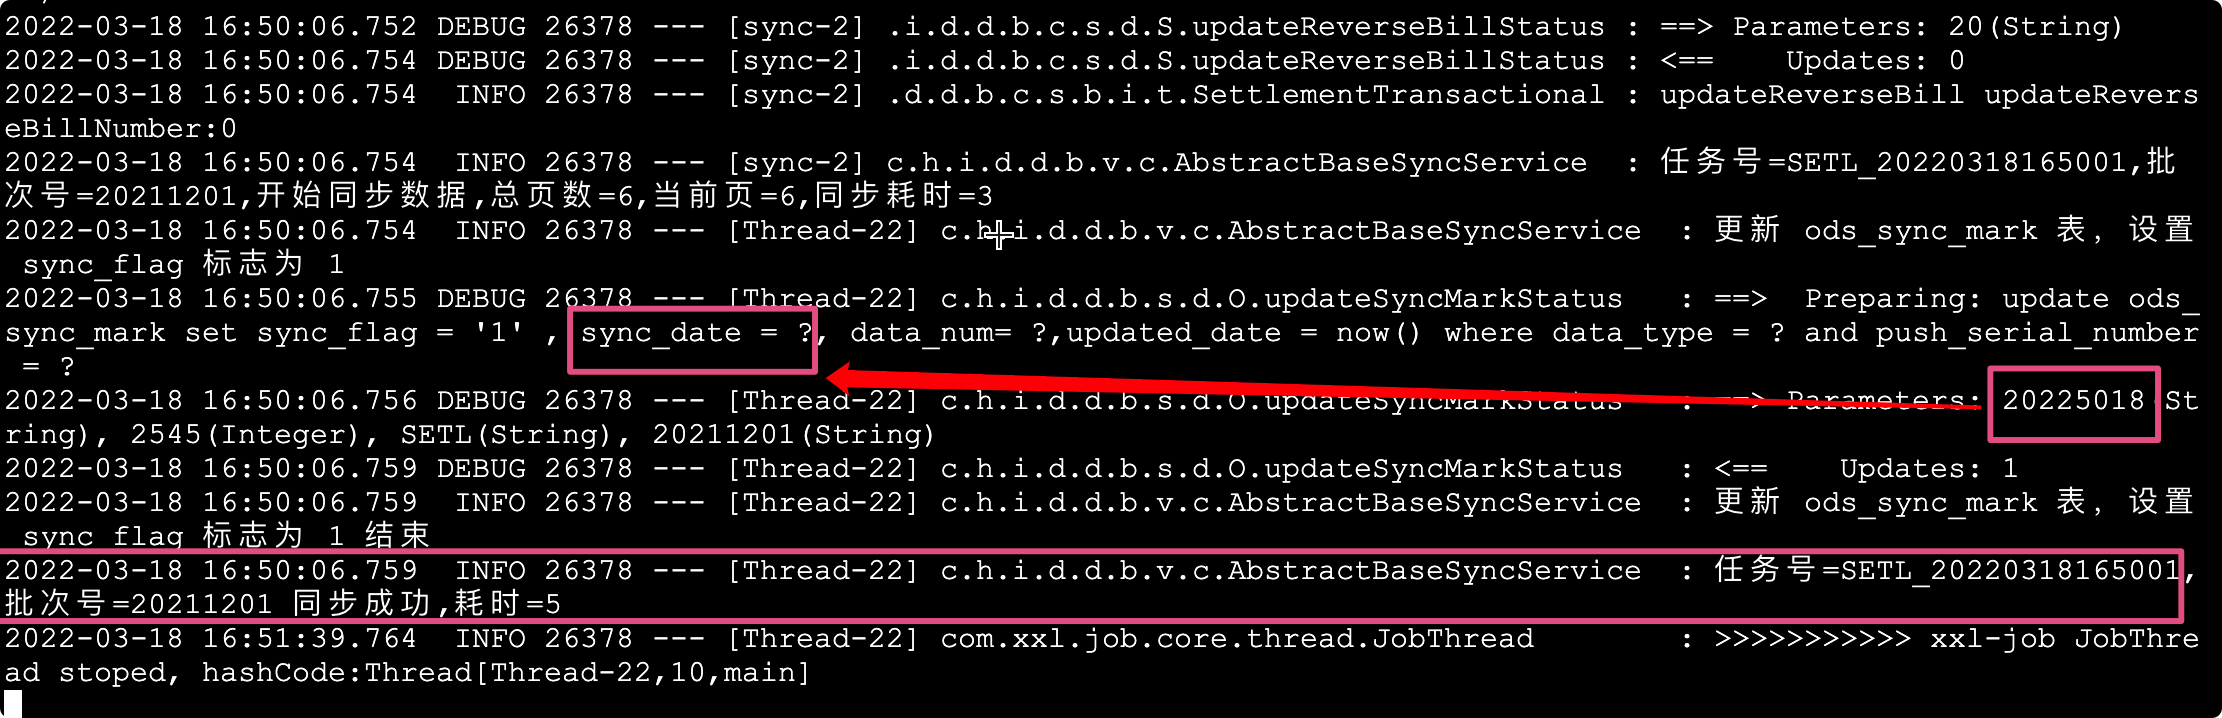 2022-03-18 16:50:06.752 DEBUG 26378 --- [sync-2] .i.d.d.b.c.s.d.S.updateReverseBillStatus : ==> Parameters: 20(String)
2022-03-18 16:50:06.754 DEBUG 26378 --- [sync-2] .i.d.d.b.c.s.d.S.updateReverseBillStatus : <==    Updates: 0
2022-03-18 16:50:06.754  INFO 26378 --- [sync-2] .d.d.b.c.s.b.i.t.SettlementTransactional : updateReverseBill updateRevers
eBillNumber:0
2022-03-18 16:50:06.754  INFO 26378 --- [sync-2] c.h.i.d.d.b.v.c.AbstractBaseSyncService  : 任务号=SETL_20220318165001,批
次号=20211201,开始同步数据,总页数=6,当前页=6,同步耗时=3
2022-03-18 16:50:06.754  INFO 26378 --- [Thread-22] c.h.i.d.d.b.v.c.AbstractBaseSyncService  : 更新 ods_sync_mark 表, 设置
 sync_flag 标志为 1
2022-03-18 16:50:06.755 DEBUG 26378 --- [Thread-22] c.h.i.d.d.b.s.d.O.updateSyncMarkStatus   : ==>  Preparing: update ods_
sync_mark set sync_flag = '1' , sync_date = ?, data_num= ?,updated_date = now() where data_type = ? and push_serial_number
 = ?
2022-03-18 16:50:06.756 DEBUG 26378 --- [Thread-22] c.h.i.d.d.b.s.d.O.updateSyncMarkStatus   : ==> Parameters: 20225018(St
ring), 2545(Integer), SETL(String), 20211201(String)
2022-03-18 16:50:06.759 DEBUG 26378 --- [Thread-22] c.h.i.d.d.b.s.d.O.updateSyncMarkStatus   : <==    Updates: 1
2022-03-18 16:50:06.759  INFO 26378 --- [Thread-22] c.h.i.d.d.b.v.c.AbstractBaseSyncService  : 更新 ods_sync_mark 表, 设置
 sync_flag 标志为 1 结束
2022-03-18 16:50:06.759  INFO 26378 --- [Thread-22] c.h.i.d.d.b.v.c.AbstractBaseSyncService  : 任务号=SETL_20220318165001,
批次号=20211201 同步成功,耗时=5
2022-03-18 16:51:39.764  INFO 26378 --- [Thread-22] com.xxl.job.core.thread.JobThread        : >>>>>>>>>>> xxl-job JobThre
ad stoped, hashCode:Thread[Thread-22,10,main]